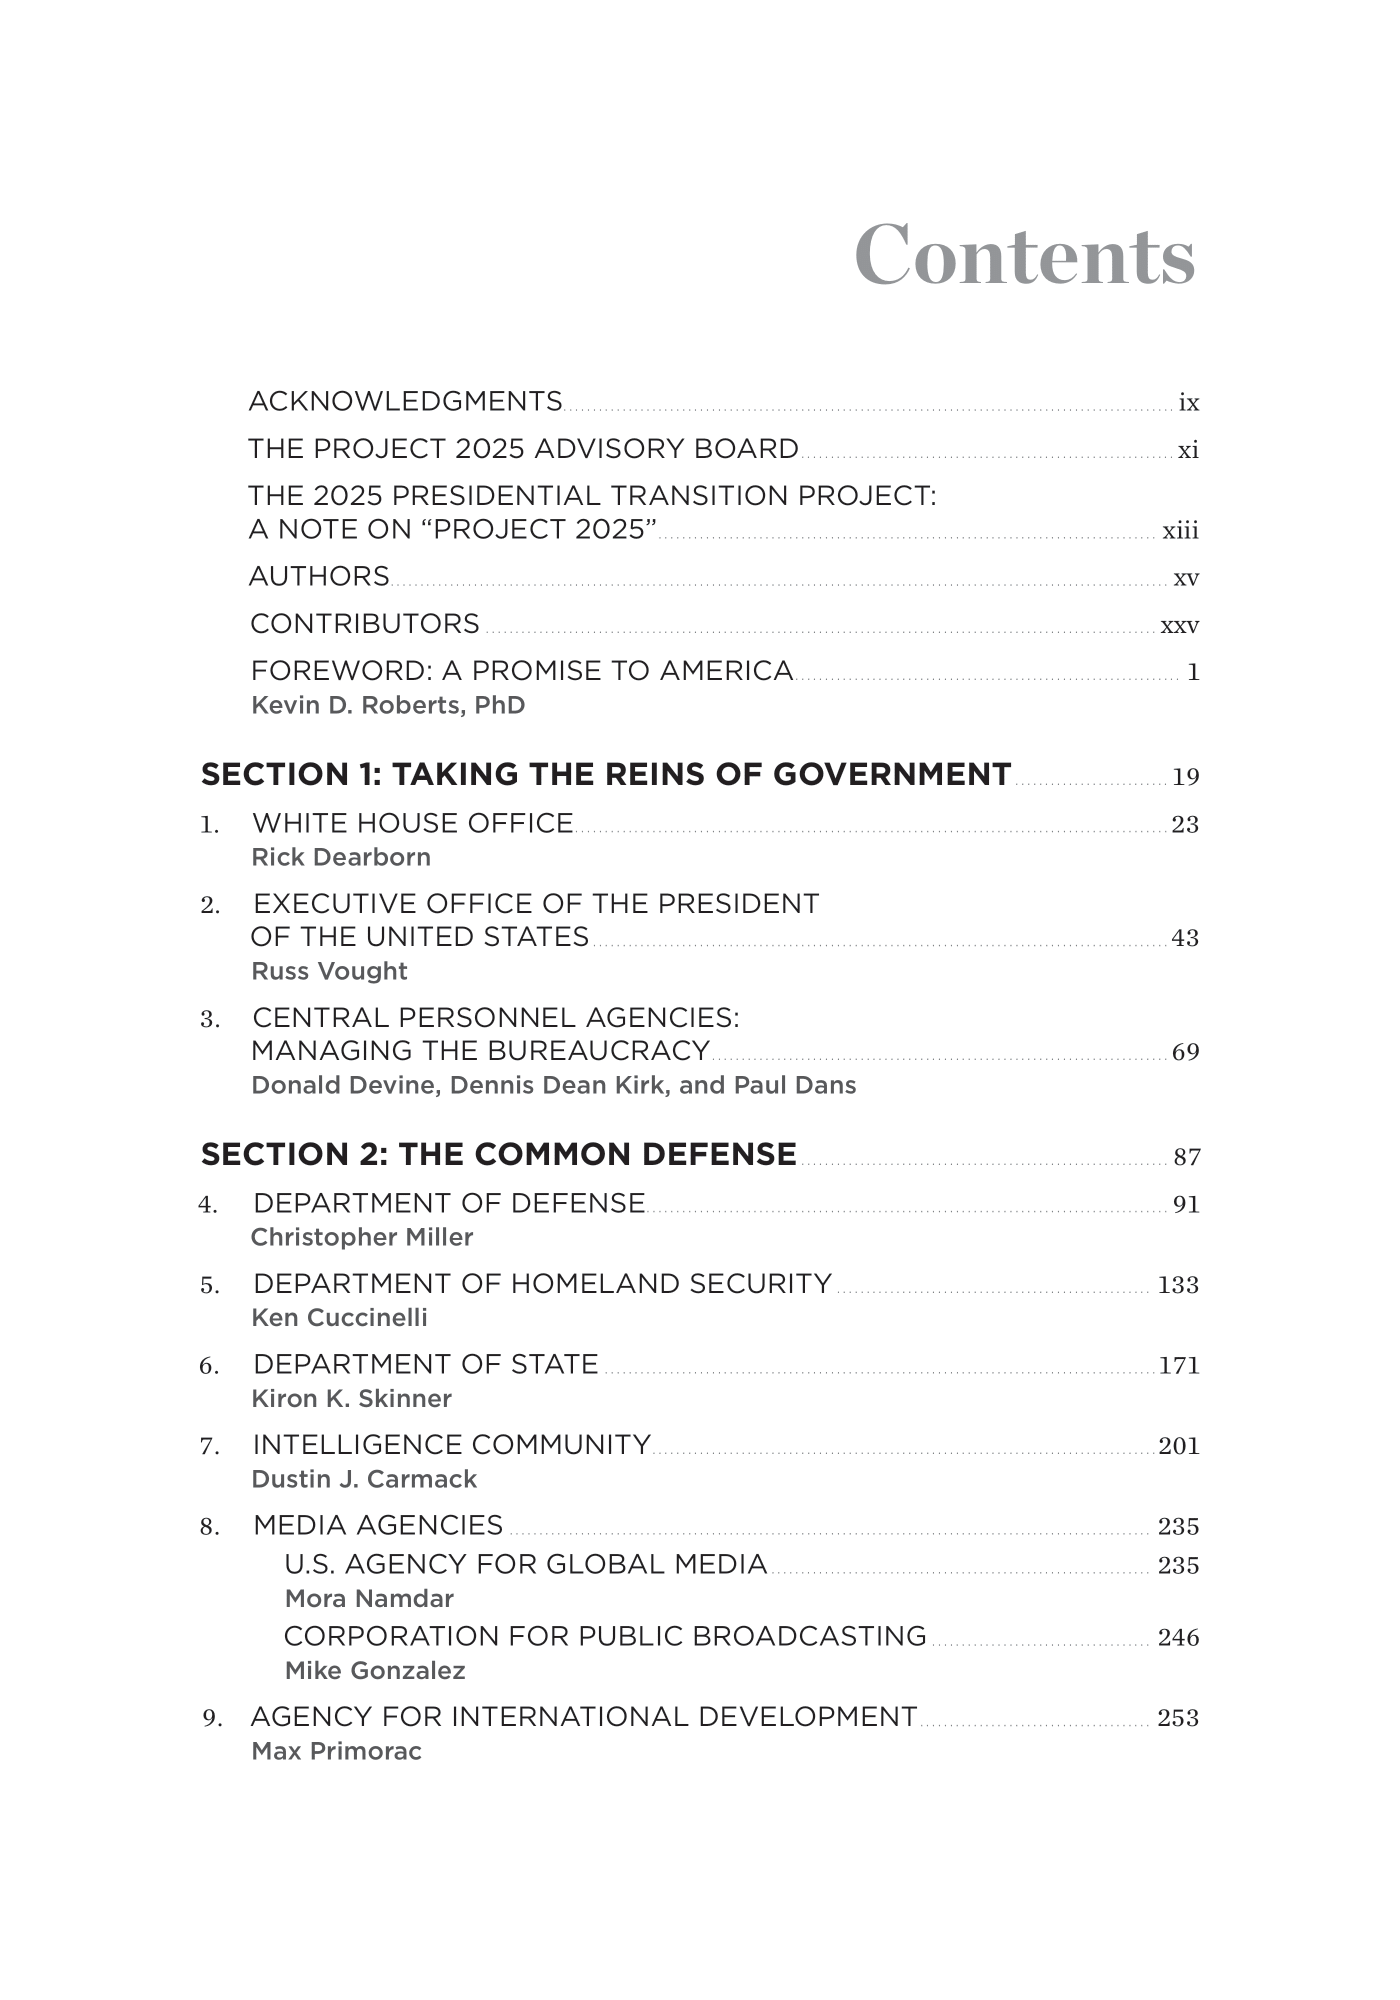 Contents
ACKNOWLEDGMENTS ix
THE PROJECT 2025 ADVISORY BOARD xi
THE 2025 PRESIDENTIAL TRANSITION PROJECT:
A NOTE ON “PROJECT 2025” xiii
AUTHORS xv
CONTRIBUTORS xxv
FOREWORD: A PROMISE TO AMERICA 1
Kevin D. Roberts, PhD
SECTION 1: TAKING THE REINS OF GOVERNMENT 19
1. WHITE HOUSE OFFICE 23
Rick Dearborn
2. EXECUTIVE OFFICE OF THE PRESIDENT
OF THE UNITED STATES 43
Russ Vought
3. CENTRAL PERSONNEL AGENCIES:
MANAGING THE BUREAUCRACY 69
Donald Devine, Dennis Dean Kirk, and Paul Dans
SECTION 2: THE COMMON DEFENSE 87
4. DEPARTMENT OF DEFENSE 91
Christopher Miller
5. DEPARTMENT OF HOMELAND SECURITY 133
Ken Cuccinelli
6. DEPARTMENT OF STATE 171
Kiron K. Skinner
7. INTELLIGENCE COMMUNITY 201
Dustin J. Carmack
8. MEDIA AGENCIES 235
U.S. AGENCY FOR GLOBAL MEDIA 235
Mora Namdar
CORPORATION FOR PUBLIC BROADCASTING 246
Mike Gonzalez
9. AGENCY FOR INTERNATIONAL DEVELOPMENT 253
Max Primorac